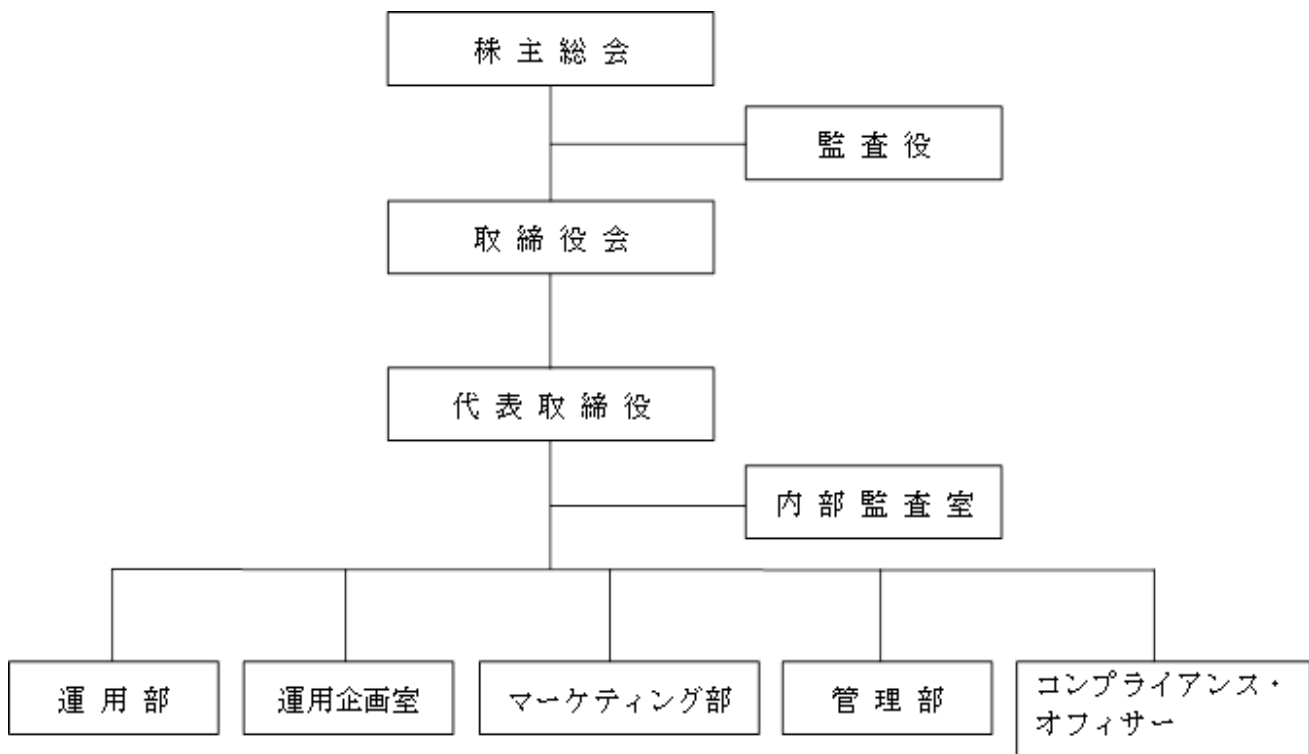 株主総会
監査役
取締役会
代表取締役
内部監査室
運用部
運用企画室
マーケティング部
管理部
コンプライアンス・
オフィサー